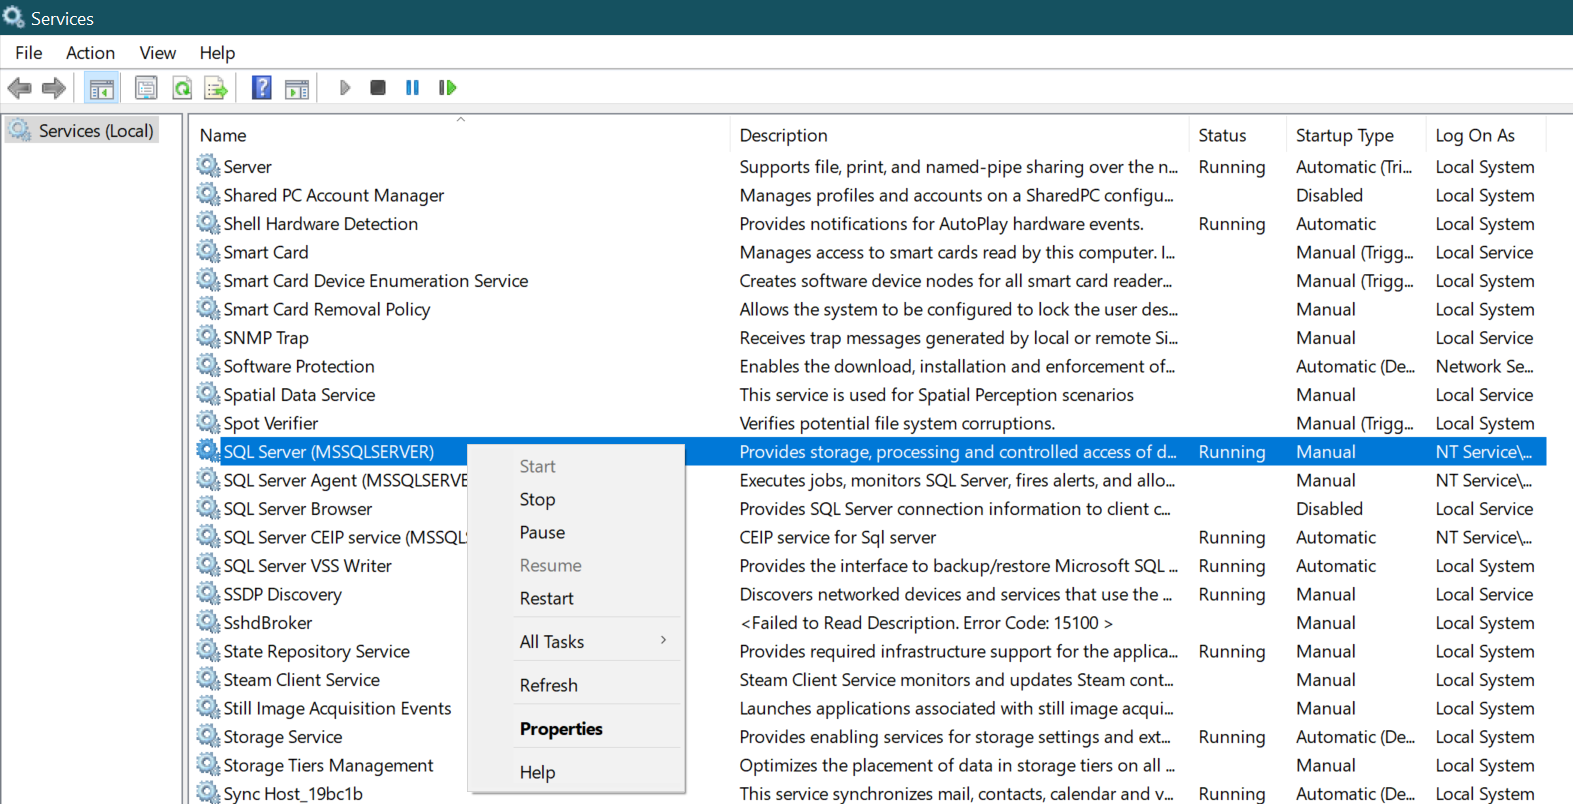 Services
File Action View Help
Services (Local)
Name Description Status Startup Type Log On As
Server Supports file, print, and named-pipe sharing over the n... Running Automatic (Tri... Local System
Shared PC Account Manager Manages profiles and accounts on a SharedPC configu... Disabled Local System
Shell Hardware Detection Provides notifications for AutoPlay hardware events. Running Automatic Local System
Smart Card Manages access to smart cards read by this computer. I... Manual (Trigg... Local Service
Smart Card Device Enumeration Service Creates software device nodes for all smart card reader... Manual (Trigg... Local System
Smart Card Removal Policy Allows the system to be configured to lock the user des... Manual Local System
SNMP Trap Receives trap messages generated by local or remote Si... Manual Local Service
Software Protection Enables the download, installation and enforcement of... Automatic (De... Network Se...
Spatial Data Service This service is used for Spatial Perception scenarios Manual Local Service
Spot Verifier Verifies potential file system corruptions. Manual (Trigg... Local System
SQL Server (MSSQLSERVER) Provides storage, processing and controlled access of d... Running Manual NT Service\...
SQL Server Agent (MSSQLSERVE Executes jobs, monitors SQL Server, fires alerts, and allo... Manual NT Service\...
SQL Server Browser Provides SQL Server connection information to client c... Disabled Local Service
SQL Server CEIP service (MSSQLS CEIP service for Sql server Running Automatic NT Service\...
SQL Server VSS Writer Provides the interface to backup/restore Microsoft SQL ... Running Automatic Local System
SSDP Discovery Discovers networked devices and services that use the ... Running Manual Local Service
SshdBroker <Failed to Read Description. Error Code: 15100 > Manual Local System
State Repository Service Provides required infrastructure support for the applica... Running Manual Local System
Steam Client Service Steam Client Service monitors and updates Steam cont... Manual Local System
Still Image Acquisition Events Launches applications associated with still image acqui... Manual Local System
Storage Service Provides enabling services for storage settings and ext... Running Automatic (De... Local System
Storage Tiers Management Optimizes the placement of data in storage tiers on all ... Manual Local System
Sync Host_19bc1b This service synchronizes mail, contacts, calendar and v... Running Automatic (De... Local System
Start
Stop
Pause
Resume
Restart
All Tasks
Refresh
Properties
Help